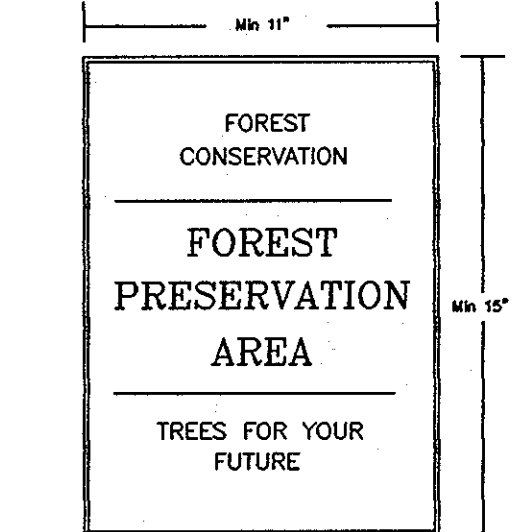 Min 11"
FOREST
CONSERVATION
FOREST
PRESERVATION
AREA
Min 15"
TREES FOR YOUR
FUTURE